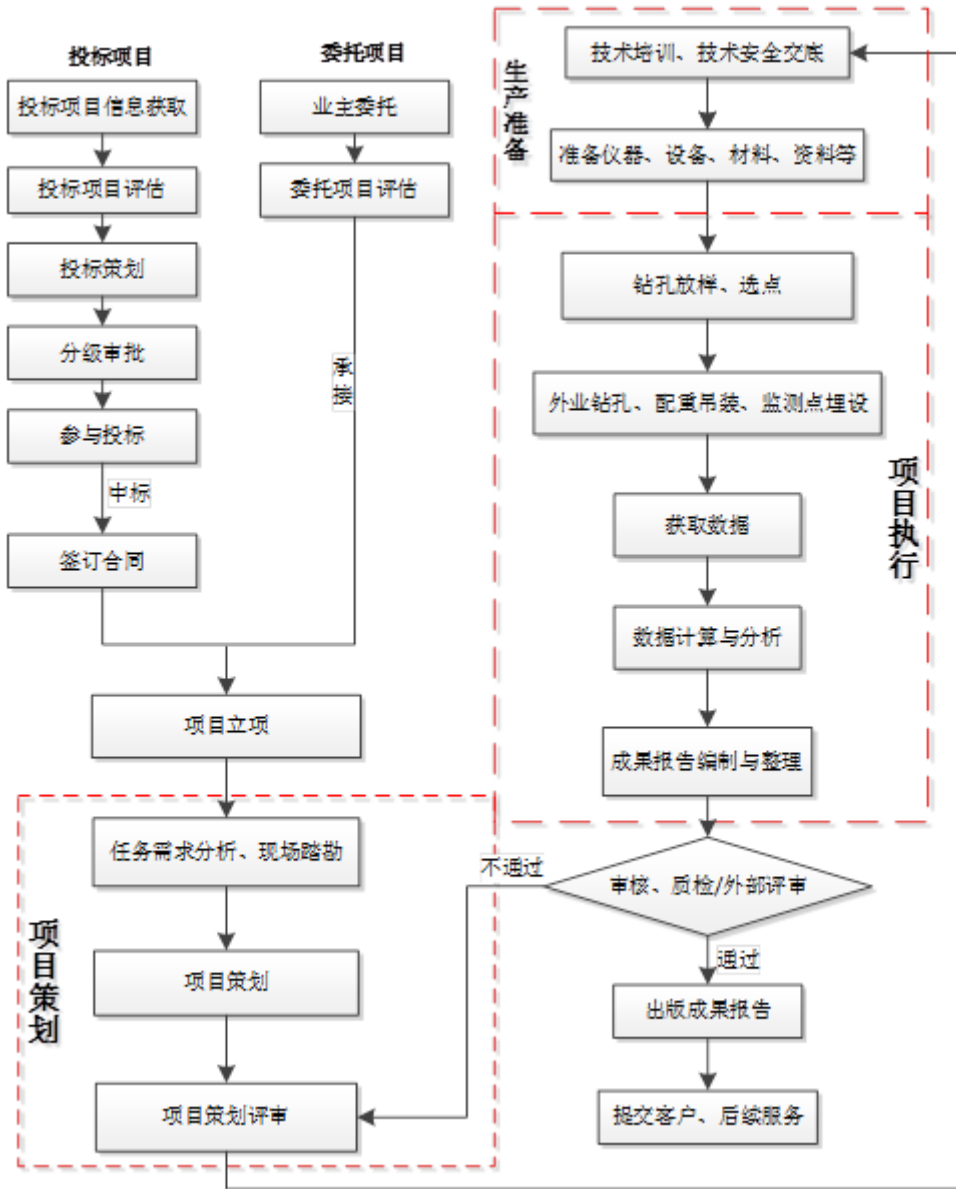 投标项目
投标项目信息获取
投标项目评估
投标策划
分级审批
参与投标
中标
签订合同
委托项目
业主委托
委托项目评估
承接
项目立项
项目策划
任务需求分析、现场踏勘
项目策划
项目策划评审
生产准备
技术培训、技术安全交底
准备仪器、设备、材料、资料等
项目执行
钻孔放样、选点
外业钻孔、配重吊装、监测点埋设
获取数据
数据计算与分析
成果报告编制与整理
审核、质检/外部评审
不通过
通过
出版成果报告
提交客户、后续服务